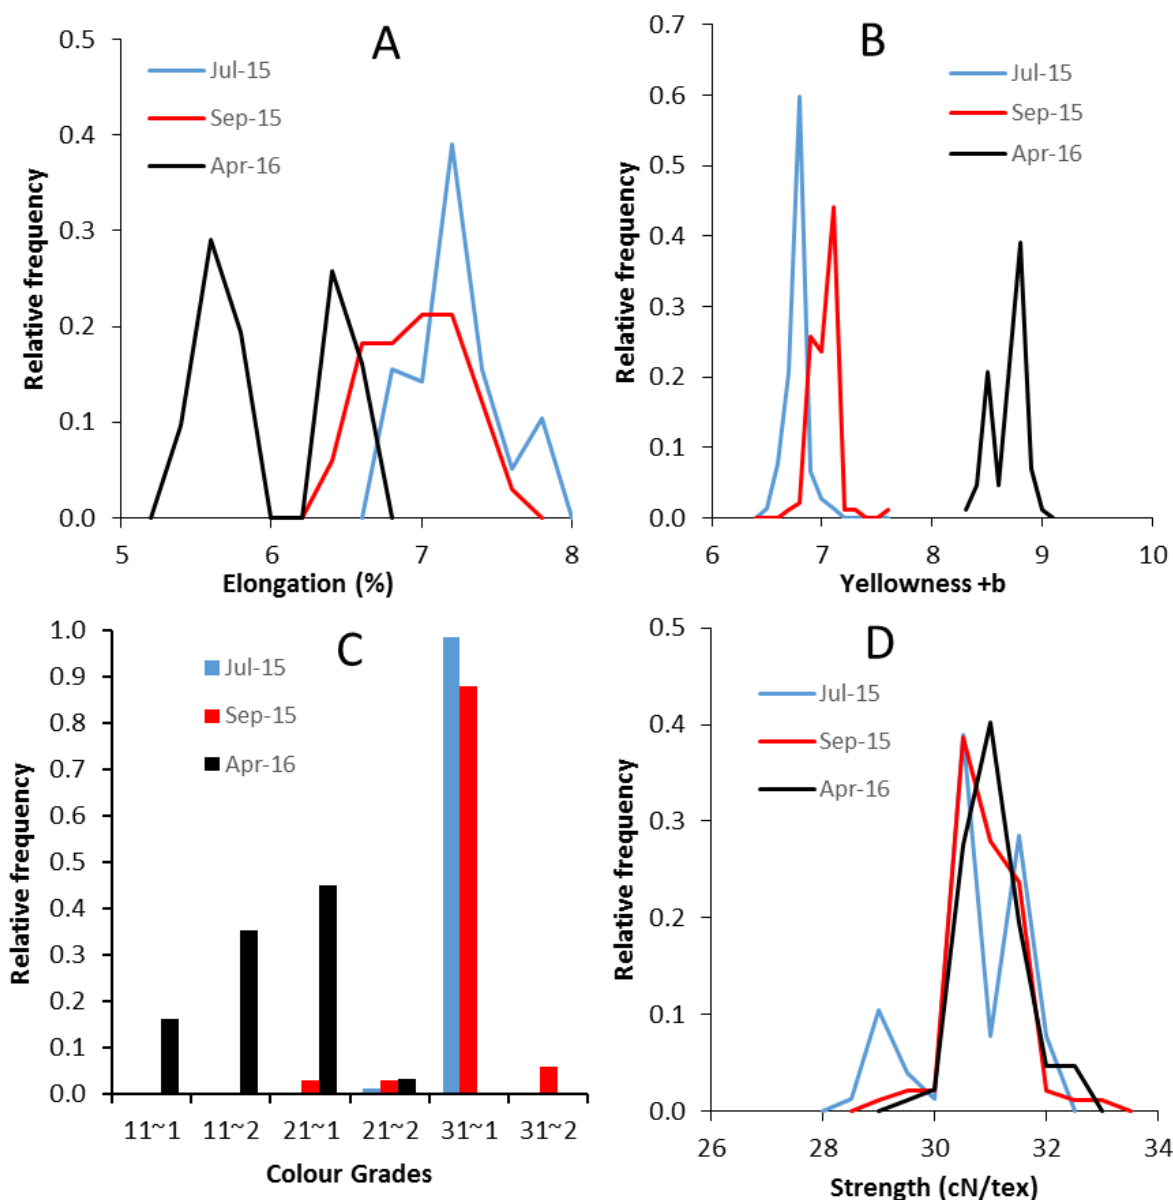 A
0.5
0.4
0.3
0.2
0.1
0.0
Relative frequency
Jul-15
Sep-15
Apr-16
5 6 7 8
Elongation (%)
B
0.7
0.6
0.5
0.4
0.3
0.2
0.1
0.0
Relative frequency
Jul-15
Sep-15
Apr-16
6 7 8 9 10
Yellowness +b
C
1.0
0.9
0.8
0.7
0.6
0.5
0.4
0.3
0.2
0.1
0.0
Relative frequency
Jul-15
Sep-15
Apr-16
11~1 11~2 21~1 21~2 31~1 31~2
Colour Grades
D
0.5
0.4
0.3
0.2
0.1
0.0
Relative frequency
Jul-15
Sep-15
Apr-16
26 28 30 32 34
Strength (cN/tex)